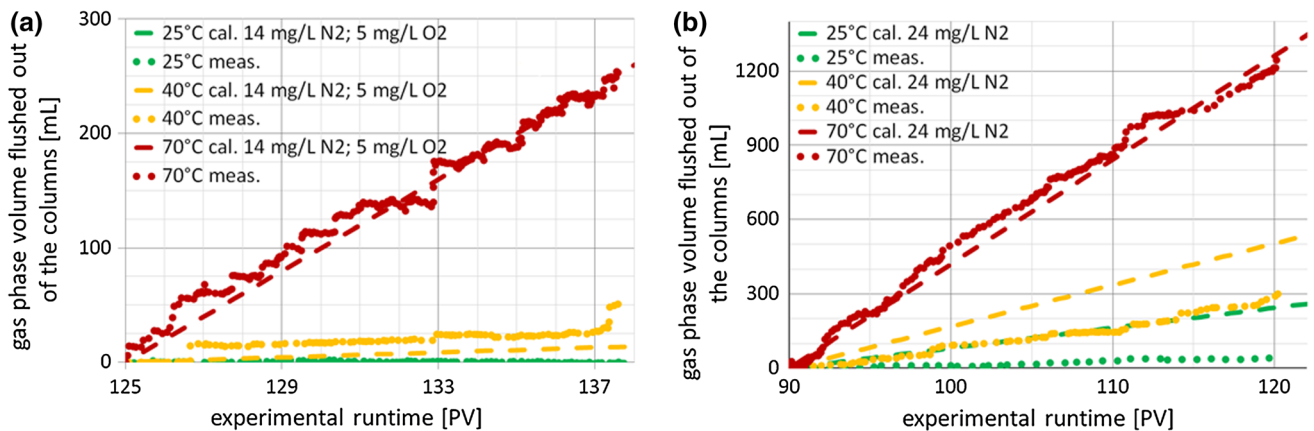 (a)
gas phase volume flushed out
of the columns [mL]
300
200
100
0
25°C cal. 14 mg/L N2; 5 mg/L O2
25°C meas.
40°C cal. 14 mg/L N2; 5 mg/L O2
40°C meas.
70°C cal. 14 mg/L N2; 5 mg/L O2
70°C meas.
125 129 133 137
experimental runtime [PV]
(b)
gas phase volume flushed out of
the columns [mL]
1200
900
600
300
0
25°C cal. 24 mg/L N2
25°C meas.
40°C cal. 24 mg/L N2
40°C meas.
70°C cal. 24 mg/L N2
70°C meas.
90 100 110 120
experimental runtime [PV]